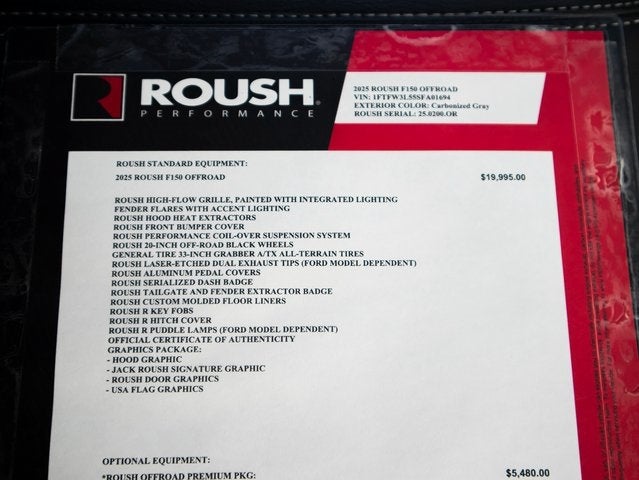 ROUSH
PERFORMANCE
2025 ROUSH F150 OFFROAD
VIN: 1FTFW3L55SFA01694
EXTERIOR COLOR: Carbonized Gray
ROUSH SERIAL: 25.0200.OR
ROUSH STANDARD EQUIPMENT:
2025 ROUSH F150 OFFROAD $19,995.00
ROUSH HIGH-FLOW GRILLE, PAINTED WITH INTEGRATED LIGHTING
FENDER FLARES WITH ACCENT LIGHTING
ROUSH HOOD HEAT EXTRACTORS
ROUSH FRONT BUMPER COVER
ROUSH PERFORMANCE COIL-OVER SUSPENSION SYSTEM
ROUSH 20-INCH OFF-ROAD BLACK WHEELS
GENERAL TIRE 33-INCH GRABBER A/TX ALL-TERRAIN TIRES
ROUSH LASER-ETCHED DUAL EXHAUST TIPS (FORD MODEL DEPENDENT)
ROUSH ALUMINUM PEDAL COVERS
ROUSH SERIALIZED DASH BADGE
ROUSH TAILGATE AND FENDER EXTRACTOR BADGE
ROUSH CUSTOM MOLDED FLOOR LINERS
ROUSH R KEY FOBS
ROUSH R HITCH COVER
ROUSH R PUDDLE LAMPS (FORD MODEL DEPENDENT)
OFFICIAL CERTIFICATE OF AUTHENTICITY
GRAPHICS PACKAGE:
- HOOD GRAPHIC
- JACK ROUSH SIGNATURE GRAPHIC
- ROUSH DOOR GRAPHICS
- USA FLAG GRAPHICS
OPTIONAL EQUIPMENT:
*ROUSH OFFROAD PREMIUM PKG: $5,480.00